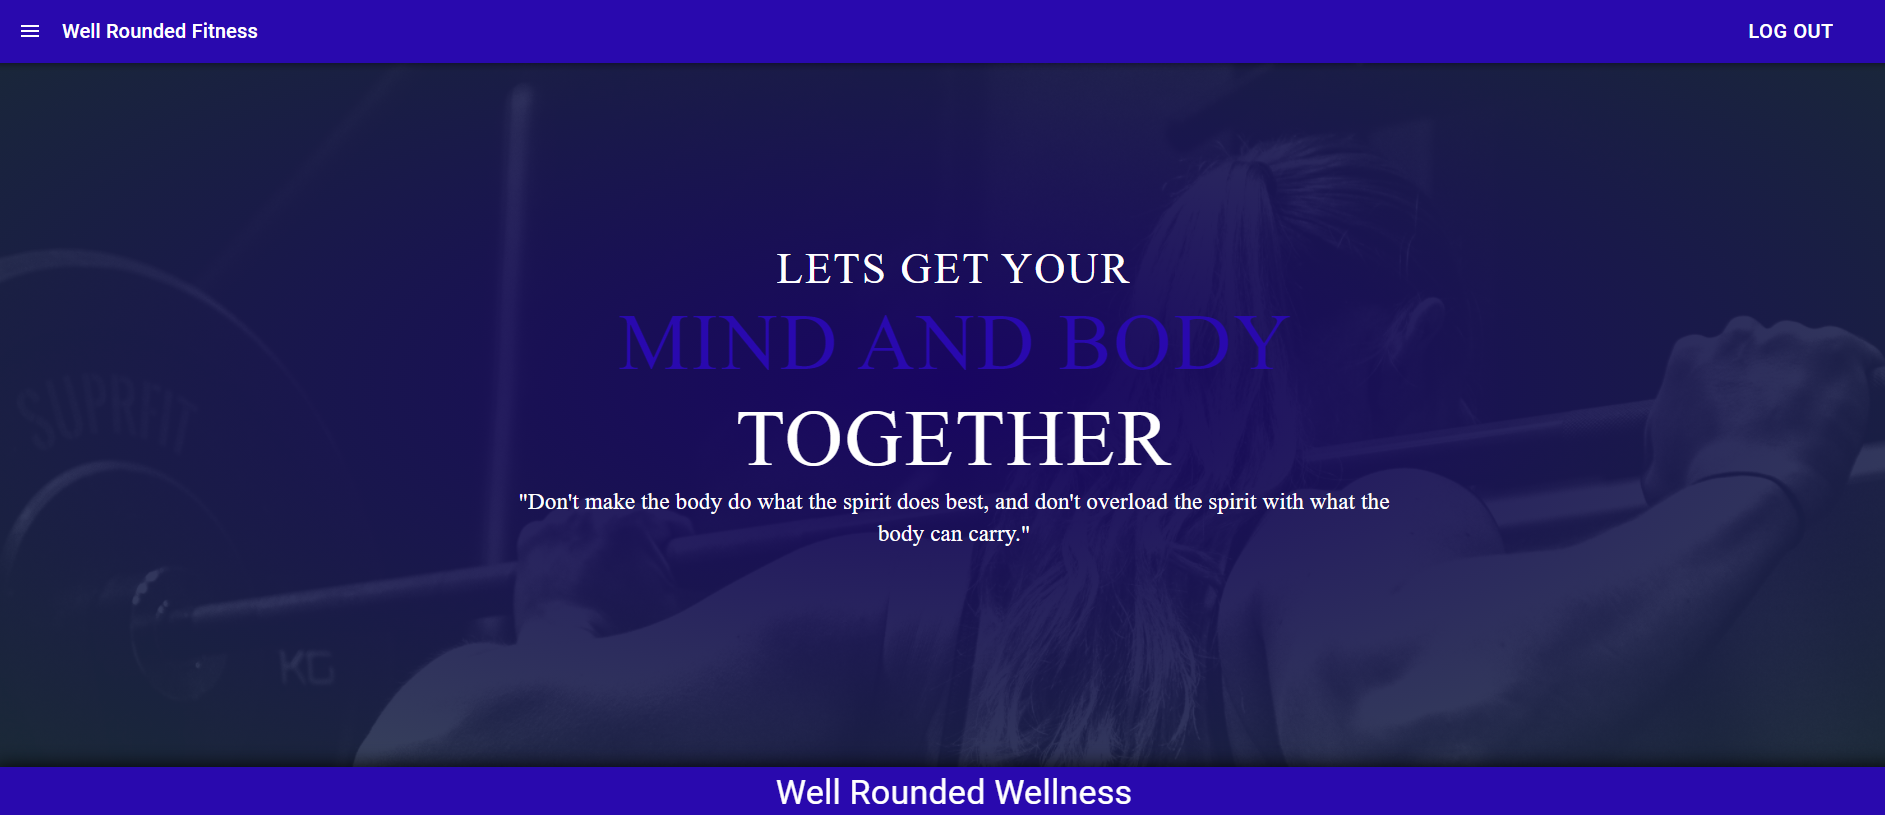 Well Rounded Fitness
LOG OUT
LETS GET YOUR
MIND AND BODY
TOGETHER
"Don't make the body do what the spirit does best, and don't overload the spirit with what the
body can carry."
SUPRFIT
KG
Well Rounded Wellness